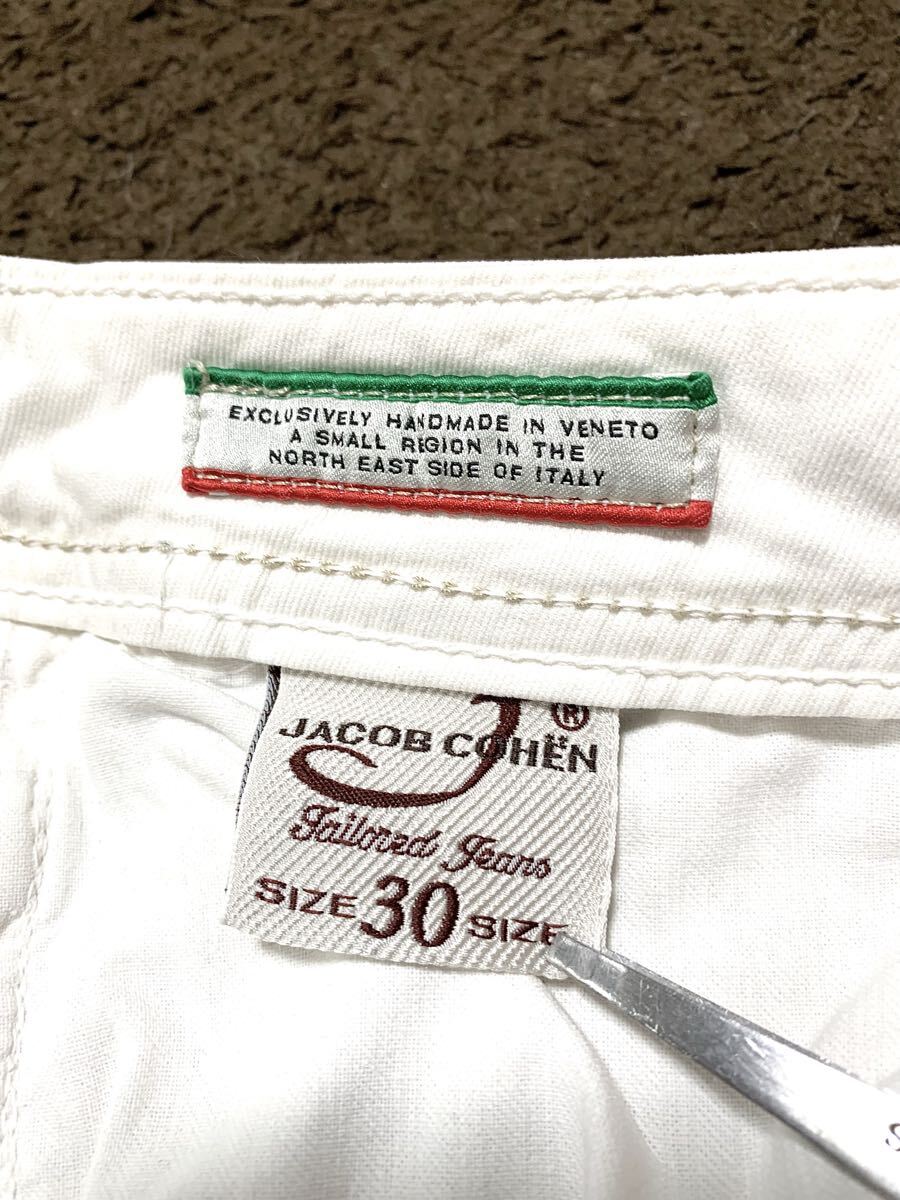 EXCLUSIVELY HANDMADE IN VENETO
A SMALL REGION IN THE
NORTH EAST SIDE OF ITALY
J ®
JACOB COHËN
Tailored Jeans
SIZE 30 SIZE
S